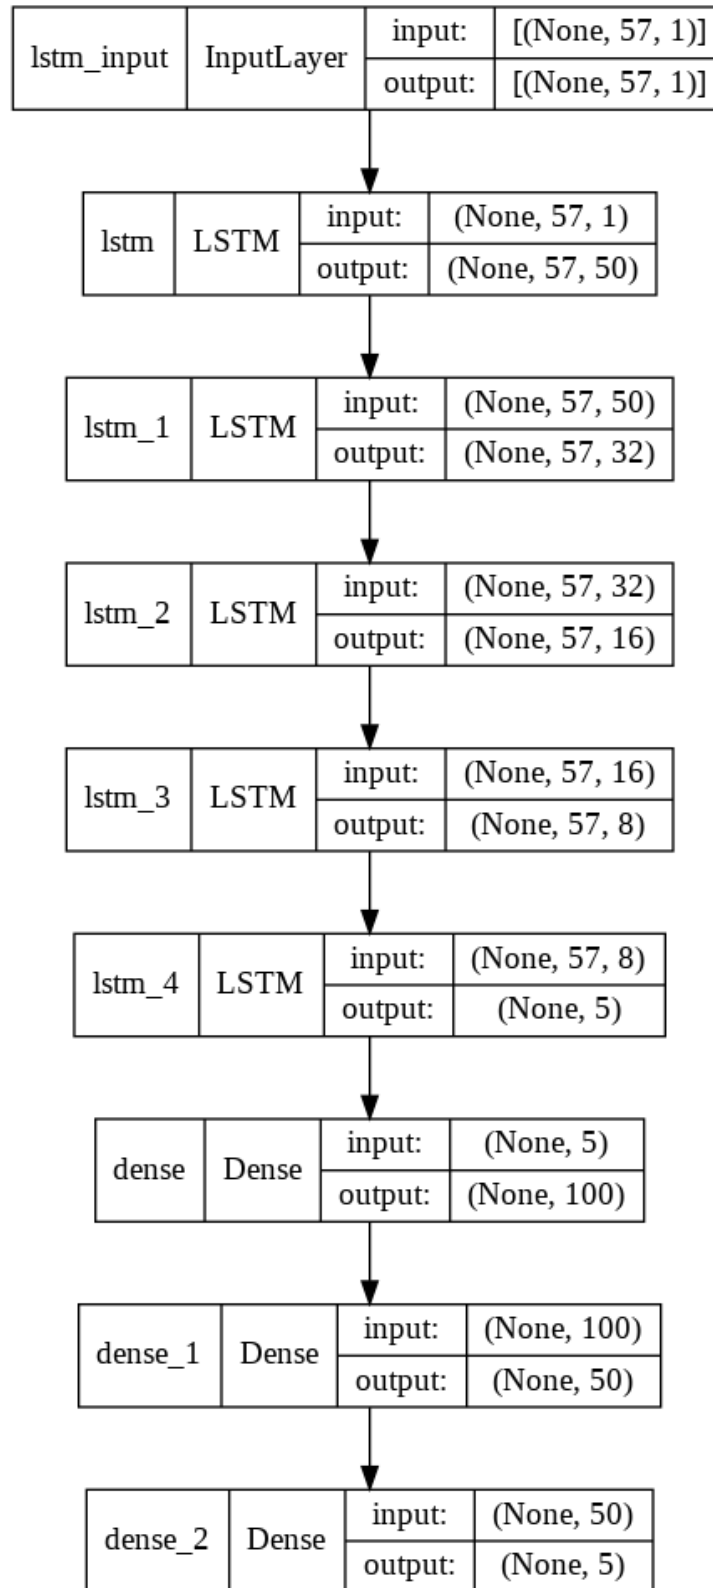 lstm_input InputLayer input: [(None, 57, 1)]
output: [(None, 57, 1)]
lstm LSTM input: (None, 57, 1)
output: (None, 57, 50)
lstm_1 LSTM input: (None, 57, 50)
output: (None, 57, 32)
lstm_2 LSTM input: (None, 57, 32)
output: (None, 57, 16)
lstm_3 LSTM input: (None, 57, 16)
output: (None, 57, 8)
lstm_4 LSTM input: (None, 57, 8)
output: (None, 5)
dense Dense input: (None, 5)
output: (None, 100)
dense_1 Dense input: (None, 100)
output: (None, 50)
dense_2 Dense input: (None, 50)
output: (None, 5)